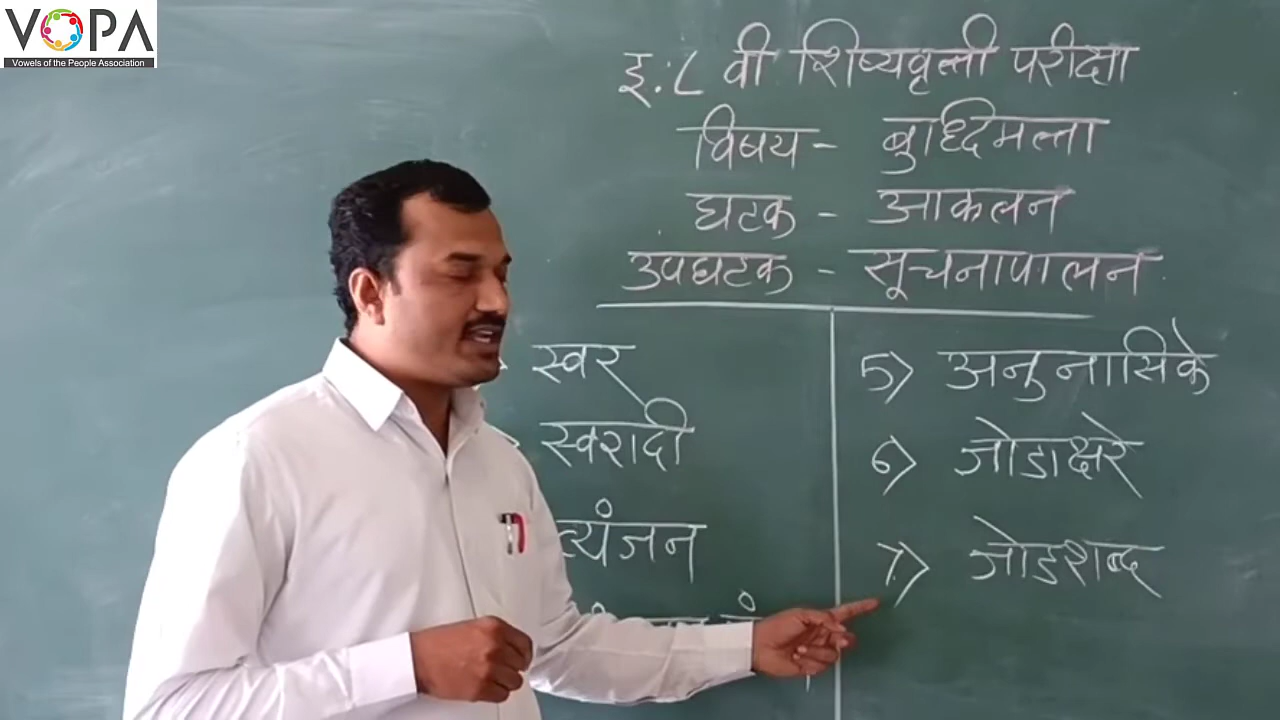 VOPA
Vowels of the People Association
इ. ८ वी शिष्यवृत्ती परीक्षा
विषय - बुध्दिमत्ता
घटक - आकलन
उपघटक - सूचनापालन
स्वर
स्वरादी
व्यंजन
5) अनुनासिके
6) जोडाक्षरे
7) जोडशब्द